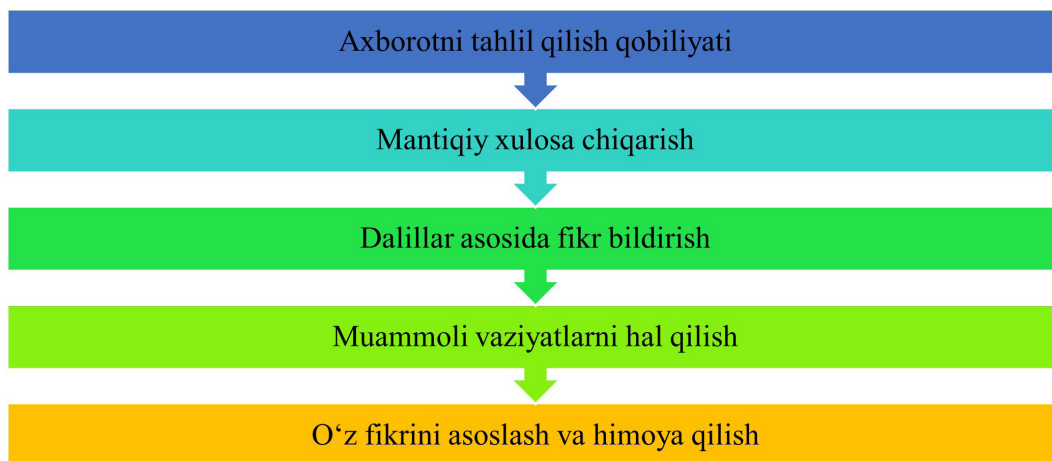 Axborotni tahlil qilish qobiliyati
Mantiqiy xulosa chiqarish
Dalillar asosida fikr bildirish
Muammoli vaziyatlarni hal qilish
O‘z fikrini asoslash va himoya qilish